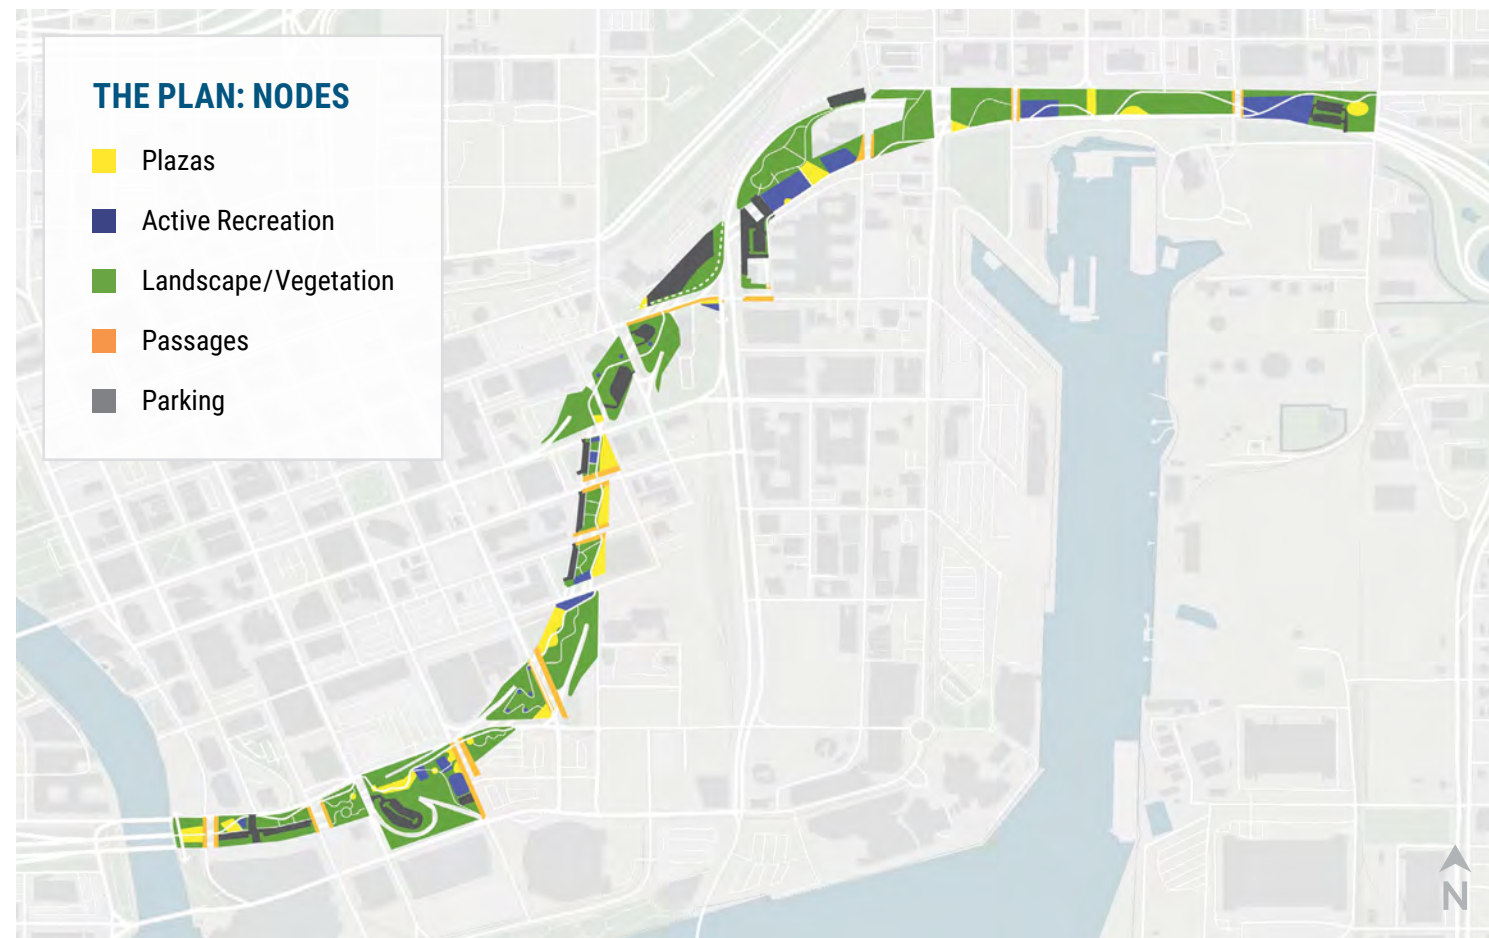 THE PLAN: NODES
Plazas
Active Recreation
Landscape/Vegetation
Passages
Parking
N